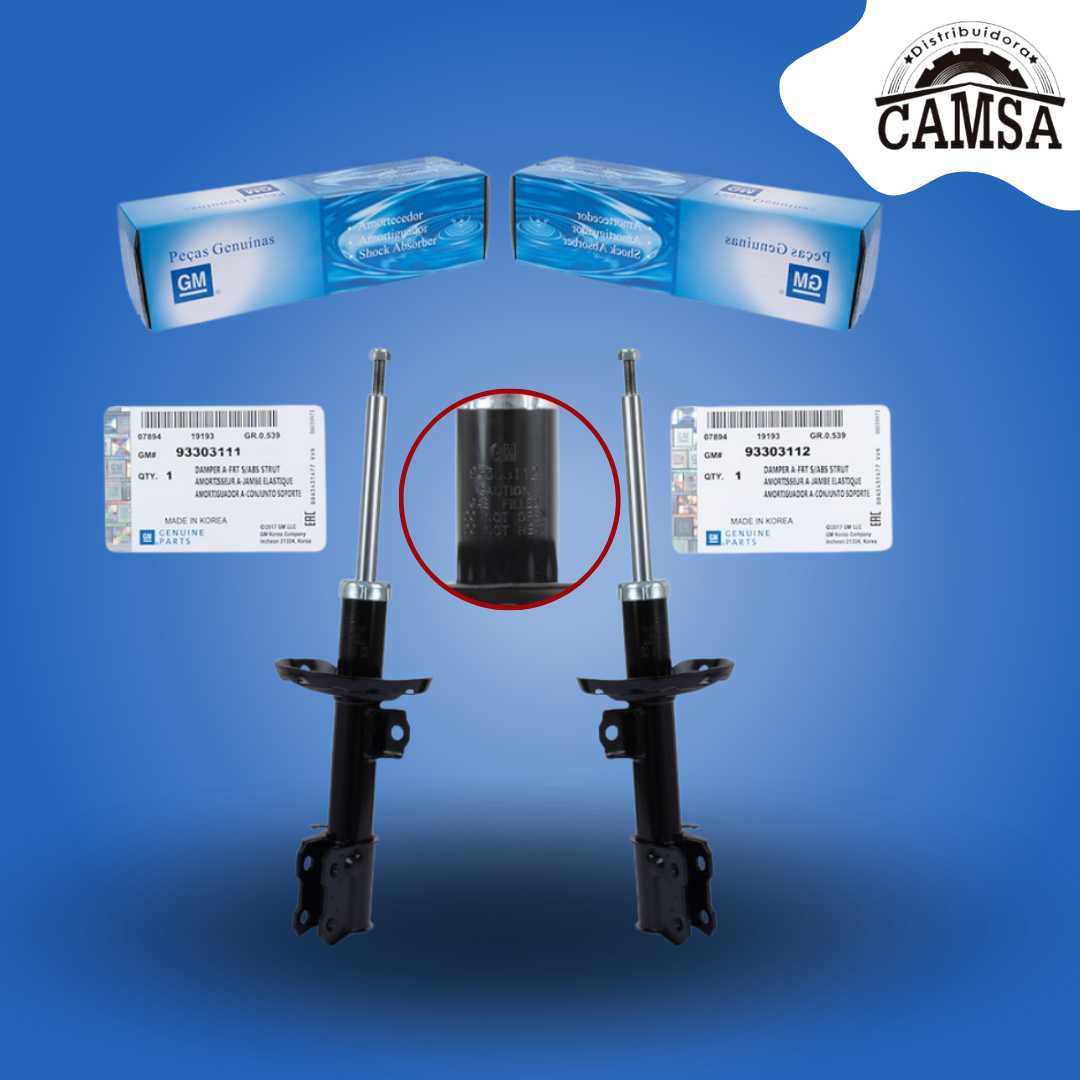 Distribuidora
CAMSA
GM
Peças Genuínas
GM
Amortecedor
Amortiguador
Shock Absorber
GM
Peças Genuínas
GM
Amortecedor
Amortiguador
Shock Absorber
07894 19193 GR.0.539
GM# 93303111
QTY. 1 DAMPER A-FRT S/ABS STRUT
AMORTISSEUR A-JAMBE ELASTIQUE
AMORTIGUADOR A-CONJUNTO SOPORTE
MADE IN KOREA
GM GENUINE
PARTS
©2017 GM LLC
GM Korea Company
Incheon 21334, Korea
EAC
GM
CAUTION
07894 19193 GR.0.539
GM# 93303112
QTY. 1 DAMPER A-FRT S/ABS STRUT
AMORTISSEUR A-JAMBE ELASTIQUE
AMORTIGUADOR A-CONJUNTO SOPORTE
MADE IN KOREA
GM GENUINE
PARTS
©2017 GM LLC
GM Korea Company
Incheon 21334, Korea
EAC